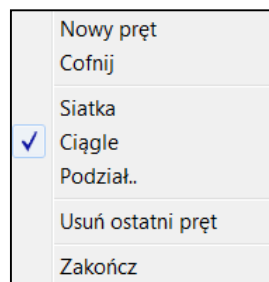 Nowy pręt
Cofnij
Siatka
Ciągle
Podział..
Usuń ostatni pręt
Zakończ